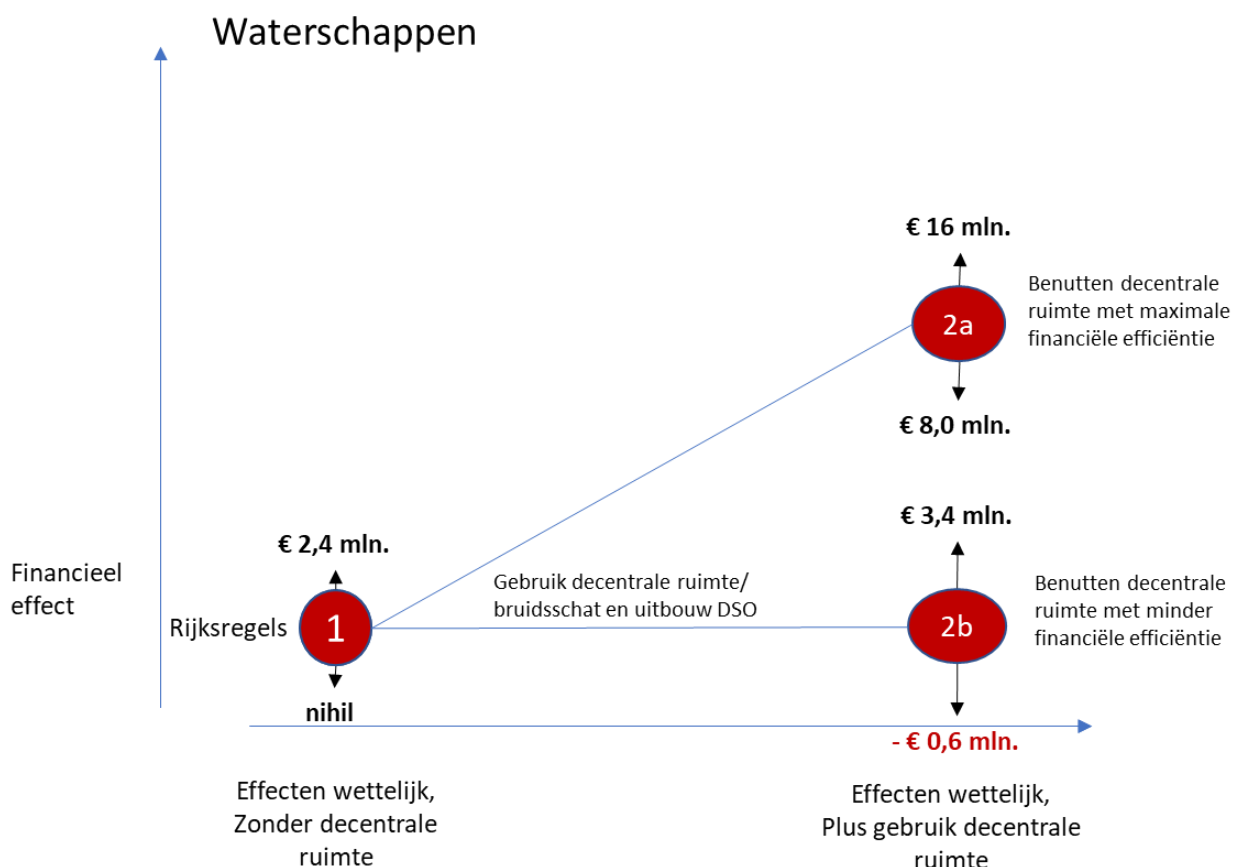 Waterschappen
€ 16 mln.
2a
Benutten decentrale
ruimte met maximale
financiële efficiëntie
€ 8,0 mln.
€ 3,4 mln.
€ 2,4 mln.
Financieel
effect
Rijksregels
1
Gebruik decentrale ruimte/
bruidsschat en uitbouw DSO
2b
Benutten decentrale
ruimte met minder
financiële efficiëntie
nihil
- € 0,6 mln.
Effecten wettelijk,
Zonder decentrale
ruimte
Effecten wettelijk,
Plus gebruik decentrale
ruimte